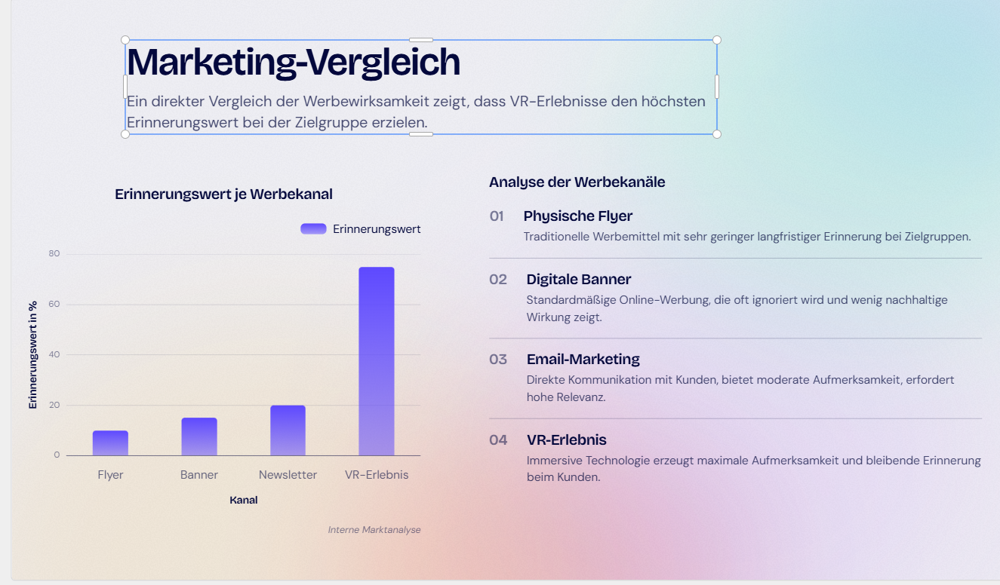 Marketing-Vergleich
Ein direkter Vergleich der Werbewirksamkeit zeigt, dass VR-Erlebnisse den höchsten
Erinnerungswert bei der Zielgruppe erzielen.
Erinnerungswert je Werbekanal
Erinnerungswert
80
60
40
20
0
Erinnerungswert in %
Flyer
Banner
Newsletter
VR-Erlebnis
Kanal
Interne Marktanalyse
Analyse der Werbekanäle
01 Physische Flyer
Traditionelle Werbemittel mit sehr geringer langfristiger Erinnerung bei Zielgruppen.
02 Digitale Banner
Standardmäßige Online-Werbung, die oft ignoriert wird und wenig nachhaltige
Wirkung zeigt.
03 Email-Marketing
Direkte Kommunikation mit Kunden, bietet moderate Aufmerksamkeit, erfordert
hohe Relevanz.
04 VR-Erlebnis
Immersive Technologie erzeugt maximale Aufmerksamkeit und bleibende Erinnerung
beim Kunden.